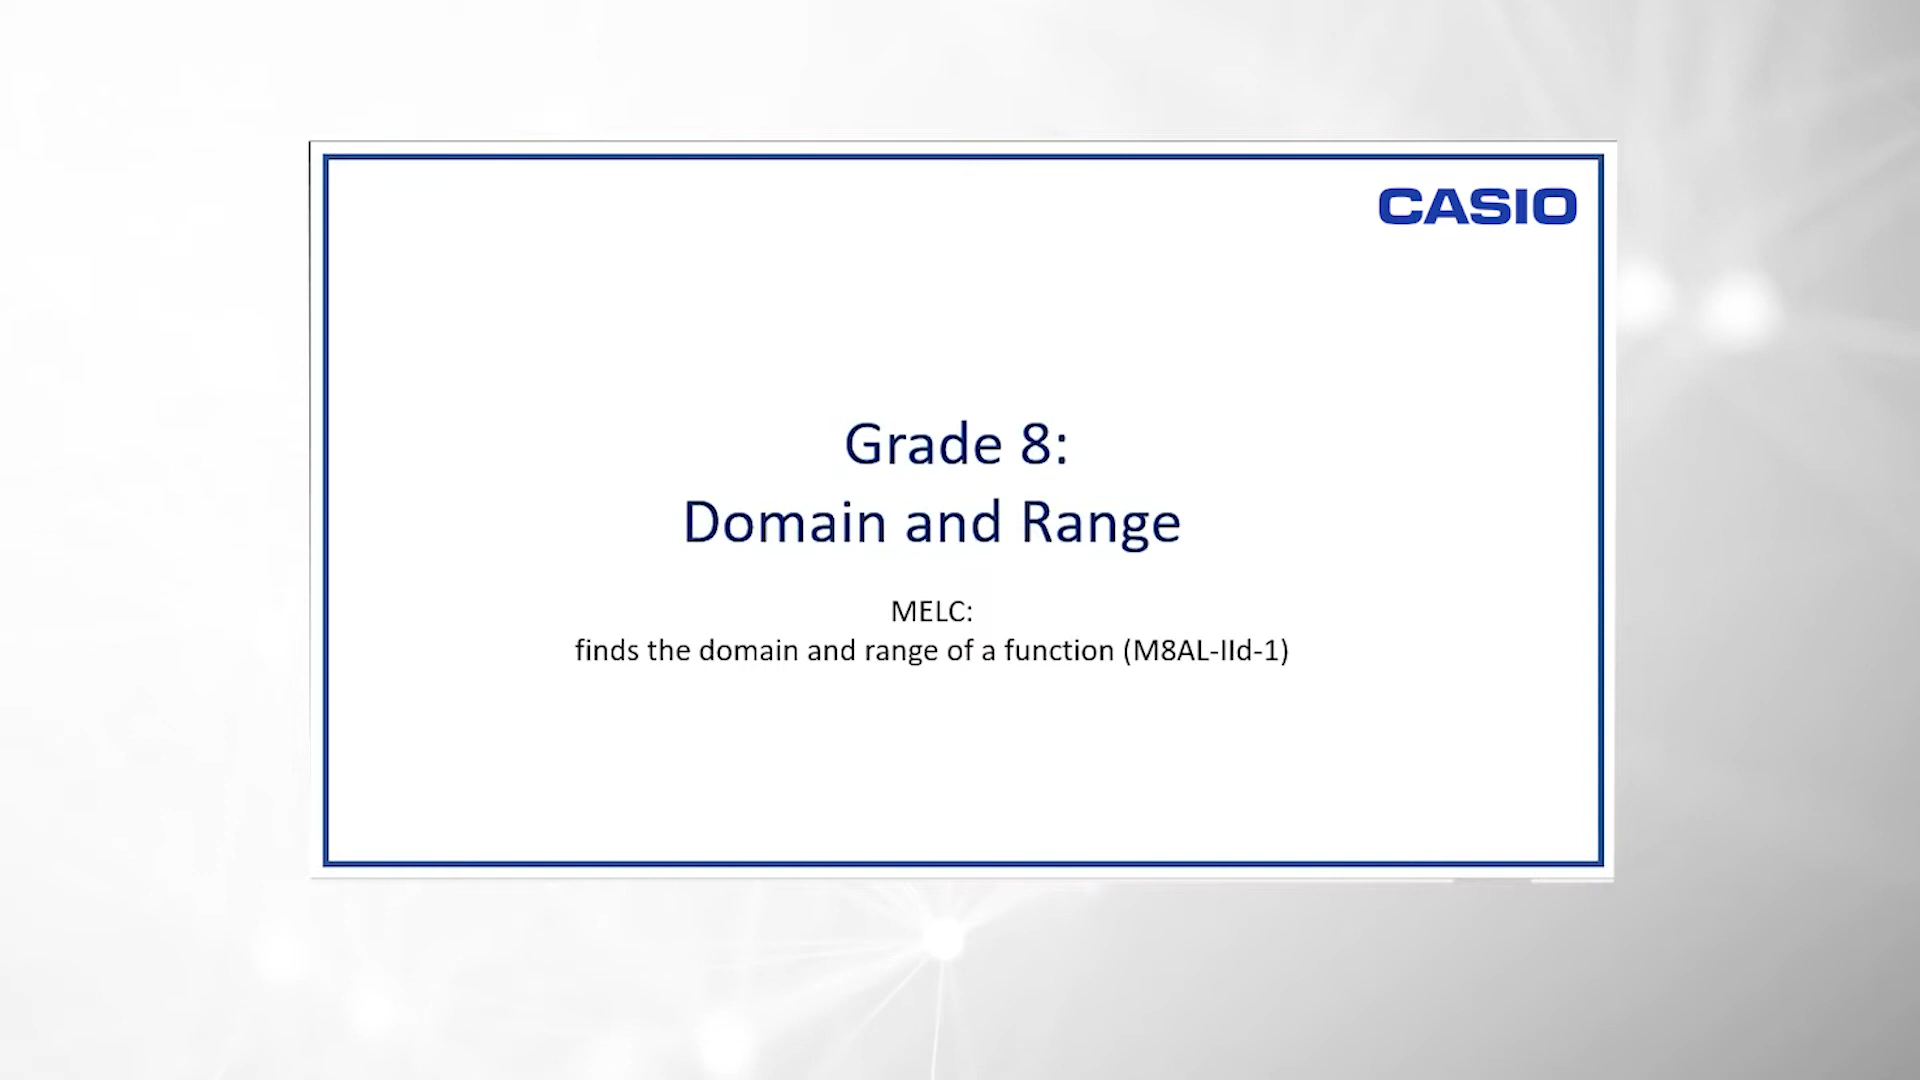 CASIO
Grade 8:
Domain and Range
MELC:
finds the domain and range of a function (M8AL-IId-1)